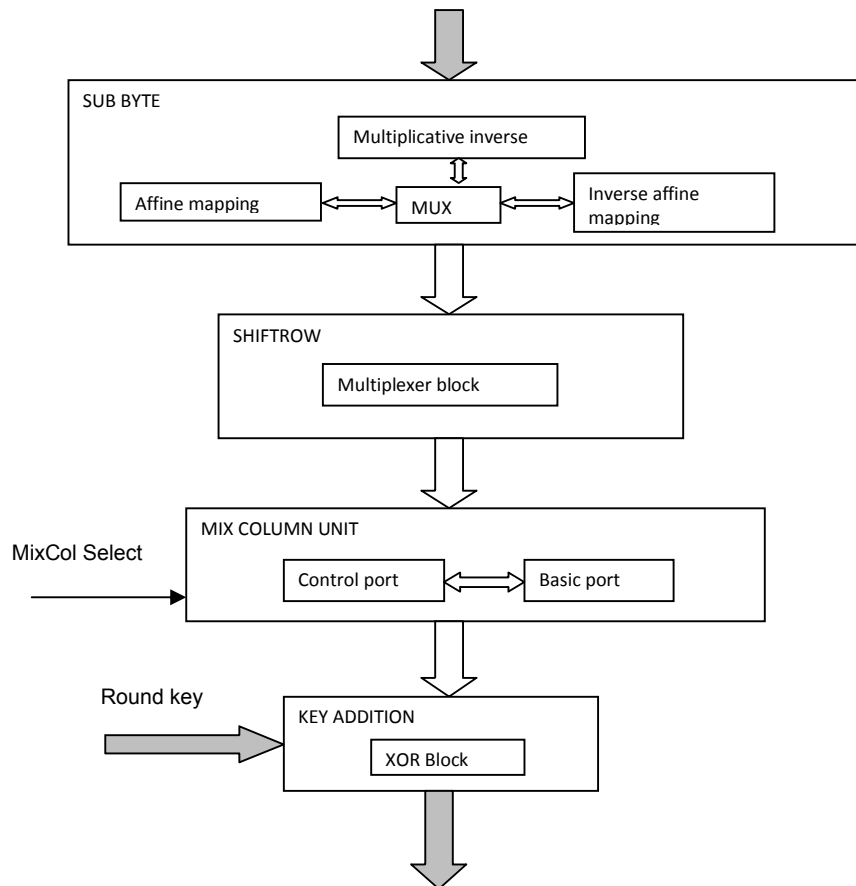 SUB BYTE
Multiplicative inverse
Affine mapping
MUX
Inverse affine
mapping
SHIFTROW
Multiplexer block
MIX COLUMN UNIT
MixCol Select
Control port
Basic port
Round key
KEY ADDITION
XOR Block